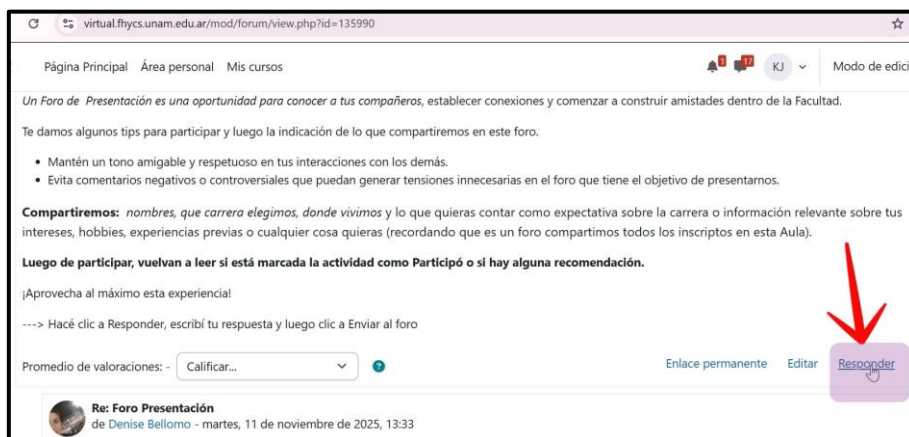 virtual.fhycs.unam.edu.ar/mod/forum/view.php?id=135990
Página Principal Área personal Mis cursos 1 17 KJ Modo de edici
Un Foro de Presentación es una oportunidad para conocer a tus compañeros, establecer conexiones y comenzar a construir amistades dentro de la Facultad.
Te damos algunos tips para participar y luego la indicación de lo que compartiremos en este foro.
• Mantén un tono amigable y respetuoso en tus interacciones con los demás.
• Evita comentarios negativos o controversiales que puedan generar tensiones innecesarias en el foro que tiene el objetivo de presentarnos.
Compartiremos: nombres, que carrera elegimos, donde vivimos y lo que quieras contar como expectativa sobre la carrera o información relevante sobre tus
intereses, hobbies, experiencias previas o cualquier cosa quieras (recordando que es un foro compartimos todos los inscriptos en esta Aula).
Luego de participar, vuelvan a leer si está marcada la actividad como Participó o si hay alguna recomendación.
¡Aprovecha al máximo esta experiencia!
---> Hacé clic a Responder, escribí tu respuesta y luego clic a Enviar al foro
Promedio de valoraciones: - Calificar... ? Enlace permanente Editar Responder
Re: Foro Presentación
de Denise Bellomo - martes, 11 de noviembre de 2025, 13:33